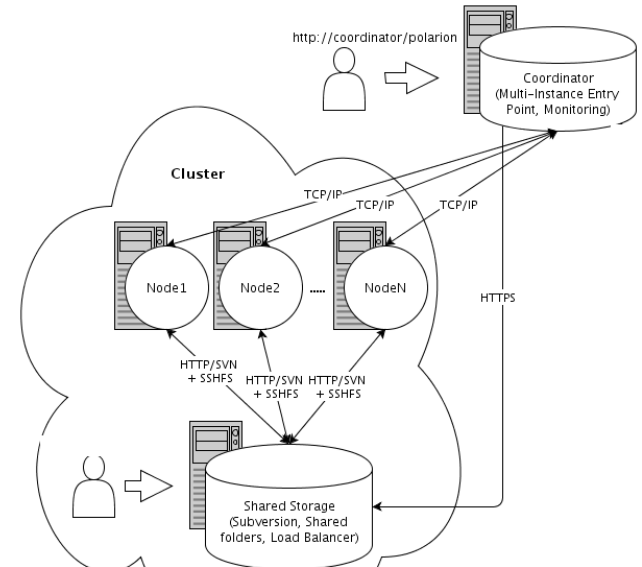 http://coordinator/polarion
Coordinator
(Multi-Instance Entry
Point, Monitoring)
Cluster
TCP/IP
TCP/IP
TCP/IP
Node1
Node2
.....
NodeN
HTTPS
HTTP/SVN
+ SSHFS
HTTP/SVN
+ SSHFS
HTTP/SVN
+ SSHFS
Shared Storage
(Subversion, Shared
folders, Load Balancer)